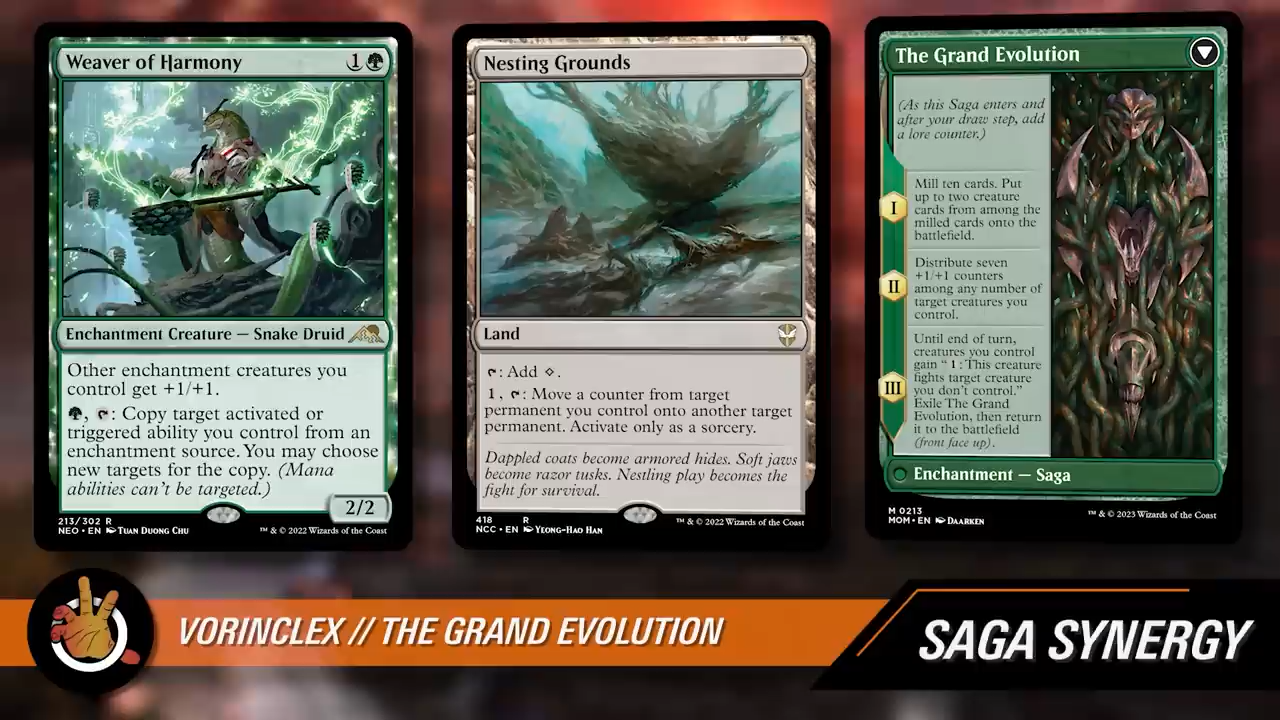 Weaver of Harmony 1
Enchantment Creature — Snake Druid
Other enchantment creatures you
control get +1/+1.
, : Copy target activated or
triggered ability you control from an
enchantment source. You may choose
new targets for the copy. (Mana
abilities can't be targeted.)
2/2
213/302 R
NEO • EN Tuan Duong Chu
™ & © 2022 Wizards of the Coast
Nesting Grounds
Land
: Add .
1, : Move a counter from target
permanent you control onto another target
permanent. Activate only as a sorcery.
Dappled coats become armored hides. Soft jaws
become razor tusks. Nestling play becomes the
fight for survival.
418 R
NCC • EN Yeong-Hao Han
™ & © 2022 Wizards of the Coast
The Grand Evolution
(As this Saga enters and
after your draw step, add
a lore counter.)
I
Mill ten cards. Put
up to two creature
cards from among the
milled cards onto the
battlefield.
II
Distribute seven
+1/+1 counters
among any number of
target creatures you
control.
III
Until end of turn,
creatures you control
gain "1: This creature
fights target creature
you don't control."
Exile The Grand
Evolution, then return
it to the battlefield
(front face up).
Enchantment — Saga
M 0213
MOM • EN Daarken
™ & © 2023 Wizards of the Coast
VORINCLEX // THE GRAND EVOLUTION
SAGA SYNERGY